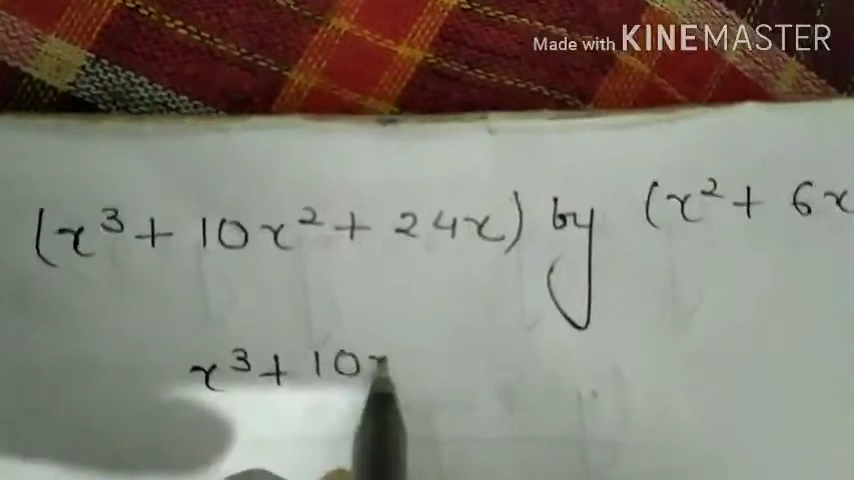 Made with KINEMASTER
(x³ + 10x² + 24x) by (x² + 6x
x³ + 10x